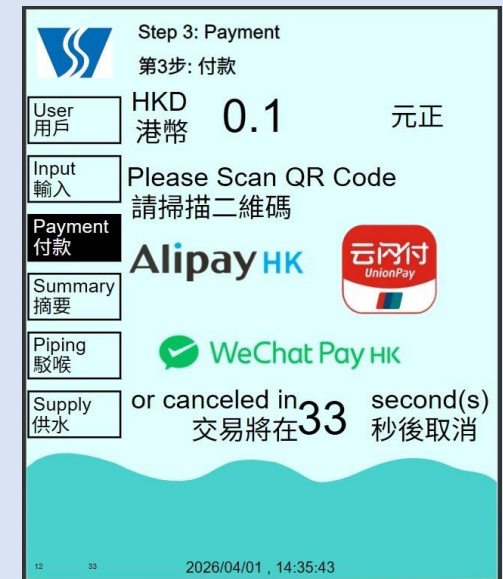 Step 3: Payment
第3步: 付款
User
用戶
Input
輸入
Payment
付款
Summary
摘要
Piping
駁喉
Supply
供水
HKD
港幣
0.1
元正
Please Scan QR Code
請掃描二維碼
Alipay HK
云闪付
UnionPay
WeChat Pay HK
or canceled in 33 second(s)
交易將在 秒後取消
12 33 2026/04/01 , 14:35:43